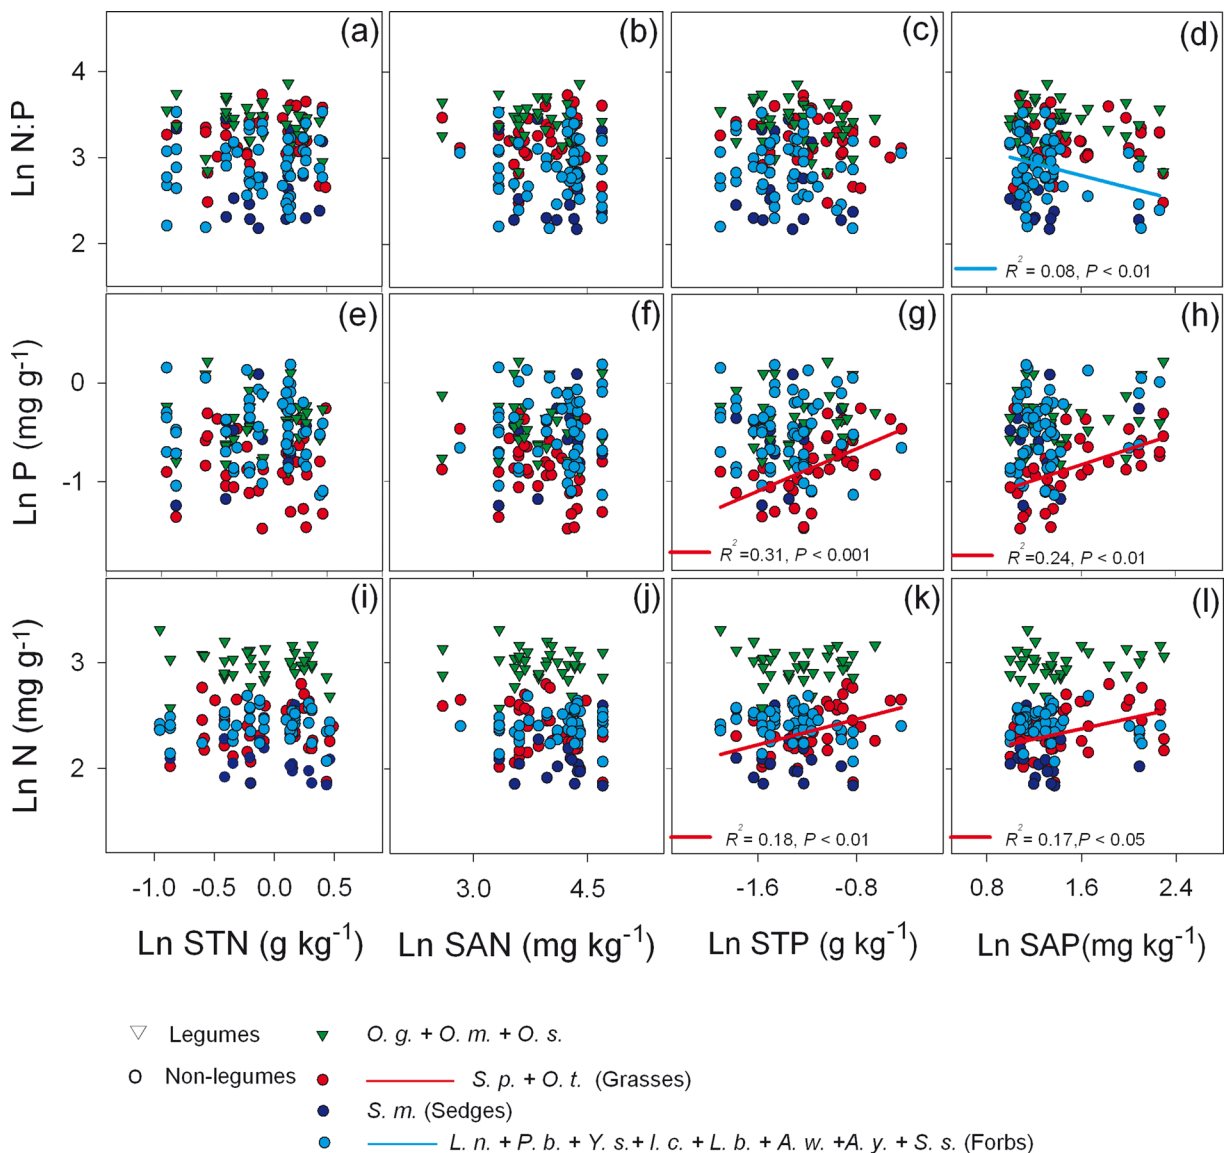 (a) (b) (c) (d)
Ln N:P
4
3
2
R² = 0.08, P < 0.01
(e) (f) (g) (h)
Ln P (mg g⁻¹)
0
-1
R² =0.31, P < 0.001
R² =0.24, P < 0.01
(i) (j) (k) (l)
Ln N (mg g⁻¹)
3
2
R² = 0.18, P < 0.01
R² = 0.17,P < 0.05
-1.0 -0.5 0.0 0.5 3.0 4.5 -1.6 -0.8 0.8 1.6 2.4
Ln STN (g kg⁻¹) Ln SAN (mg kg⁻¹) Ln STP (g kg⁻¹) Ln SAP(mg kg⁻¹)
Legumes O. g. + O. m. + O. s.
Non-legumes S. p. + O. t. (Grasses)
S. m. (Sedges)
L. n. + P. b. + Y. s.+ I. c. + L. b. + A. w. +A. y. + S. s. (Forbs)